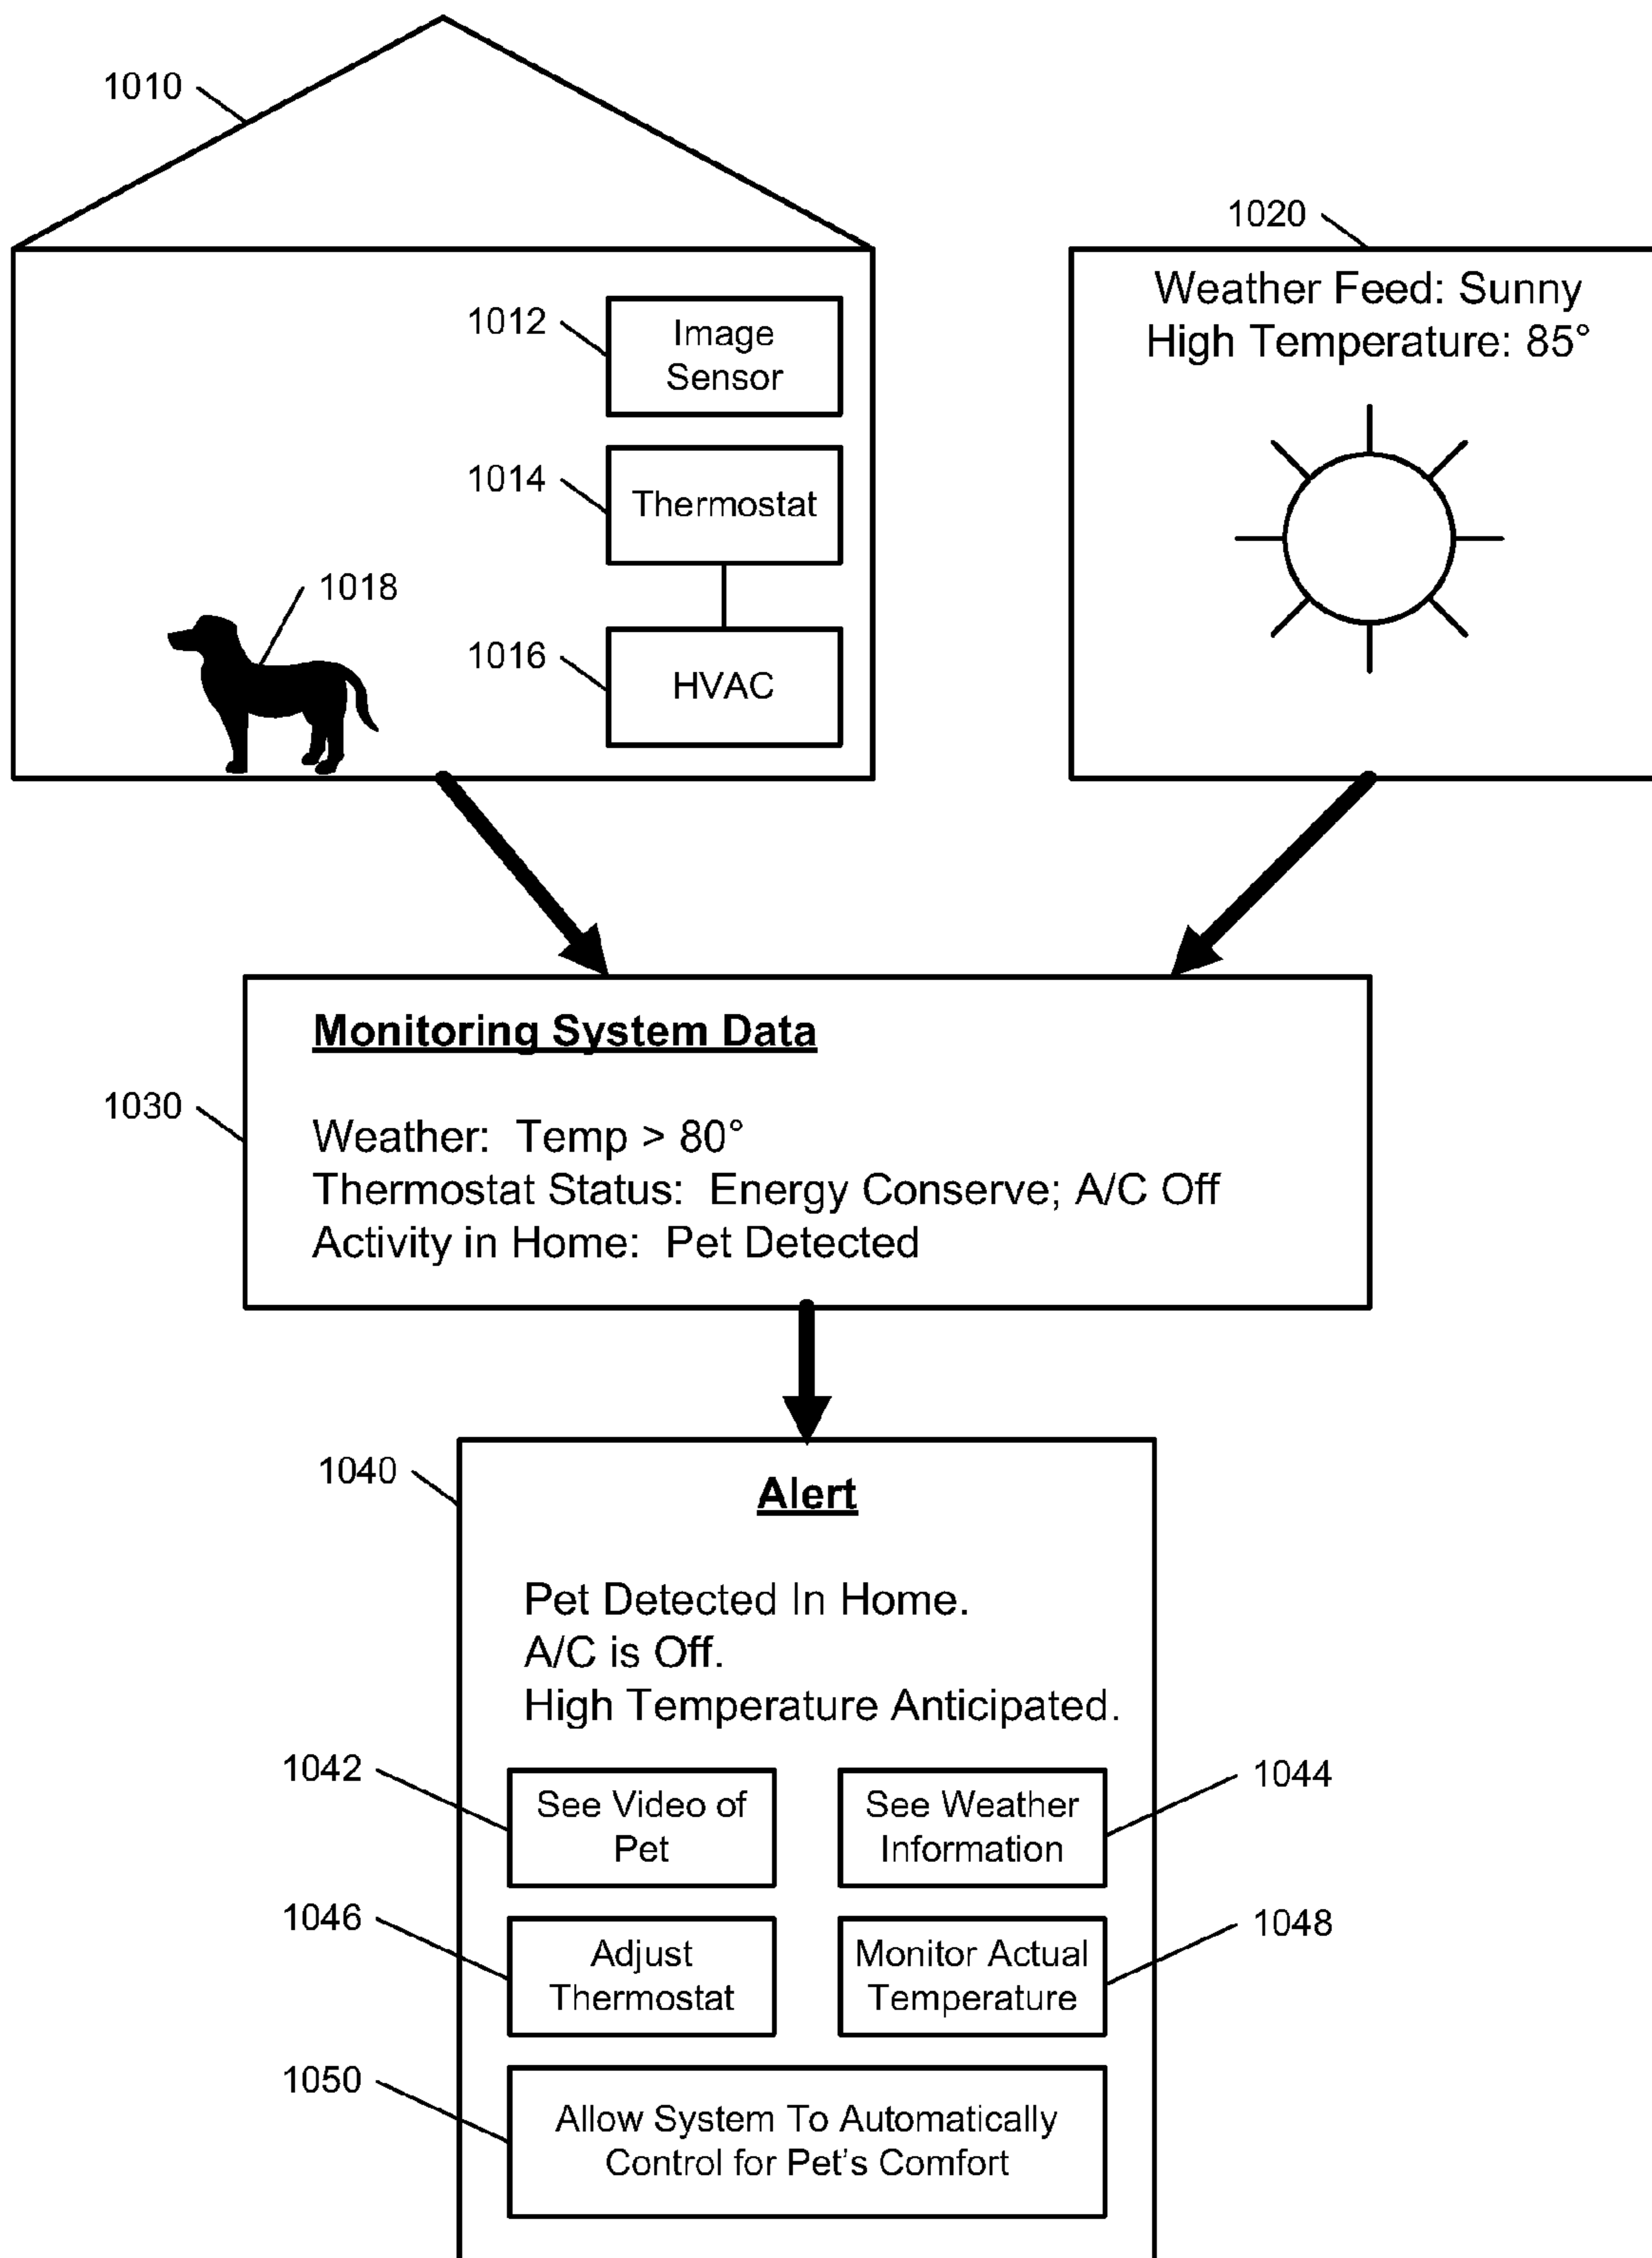 1010
1020
Weather Feed: Sunny
High Temperature: 85°
1012
Image
Sensor
1014
Thermostat
1018
1016
HVAC
Monitoring System Data
1030
Weather: Temp > 80°
Thermostat Status: Energy Conserve; A/C Off
Activity in Home: Pet Detected
1040
Alert
Pet Detected In Home.
A/C is Off.
High Temperature Anticipated.
1042
See Video of
Pet
See Weather
Information
1044
1046
Adjust
Thermostat
Monitor Actual
Temperature
1048
1050
Allow System To Automatically
Control for Pet's Comfort